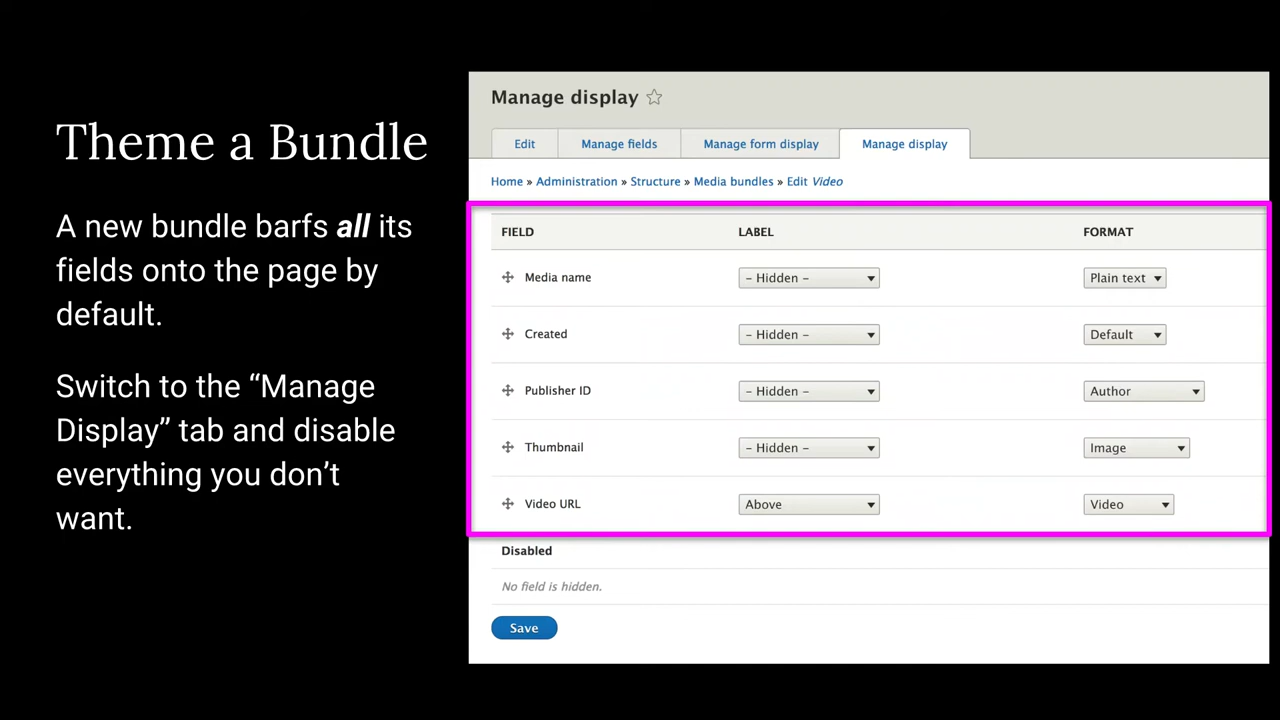 Theme a Bundle
A new bundle barfs all its
fields onto the page by
default.
Switch to the “Manage
Display” tab and disable
everything you don’t
want.
Manage display
Edit
Manage fields
Manage form display
Manage display
Home » Administration » Structure » Media bundles » Edit Video
FIELD LABEL FORMAT
Media name - Hidden - Plain text
Created - Hidden - Default
Publisher ID - Hidden - Author
Thumbnail - Hidden - Image
Video URL Above Video
Disabled
No field is hidden.
Save